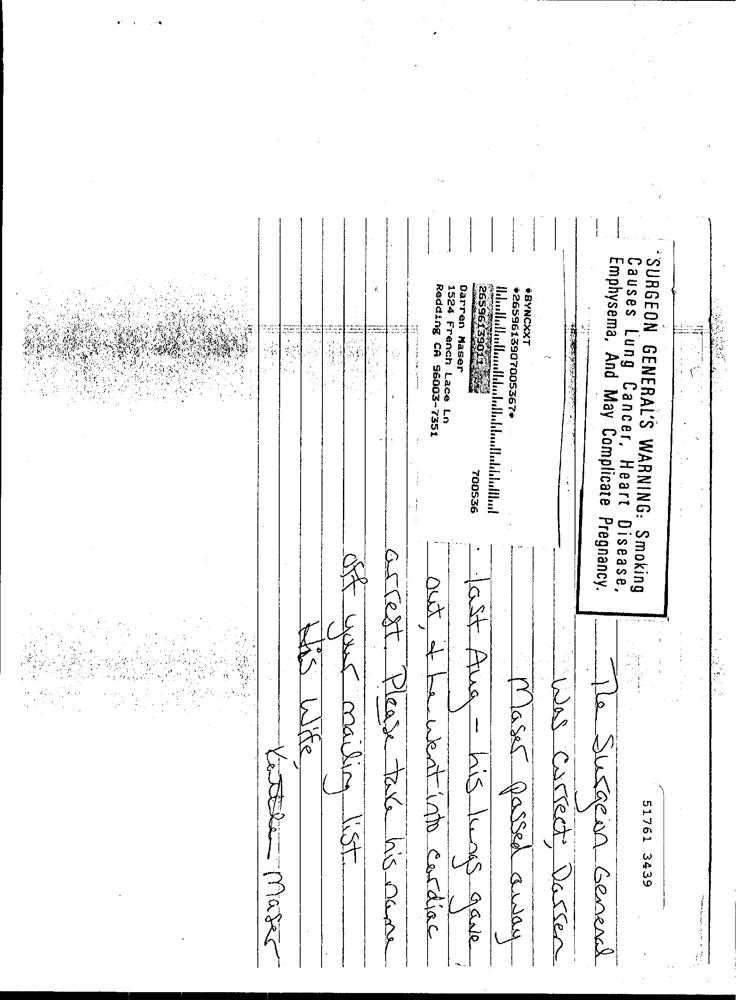 "SURGEON GENERAL'S WARNING: Smoking
Causes Lung Cancer, Heart Disease,
Emphysema, And May Complicate Pregnancy.
51761 3439
*BYNCXXT
*2659613907005367*
26596139011
700536
Darren Maser
1524 French Lace Ln
Redding CA 96003-7351
The Surgeon General
was correct, Darren
Maser passed away
last Aug - his lungs gave
out, & he went into cardiac
arrest. Please take his name
off your mailing list.
His Wife,
Kathleen Maser